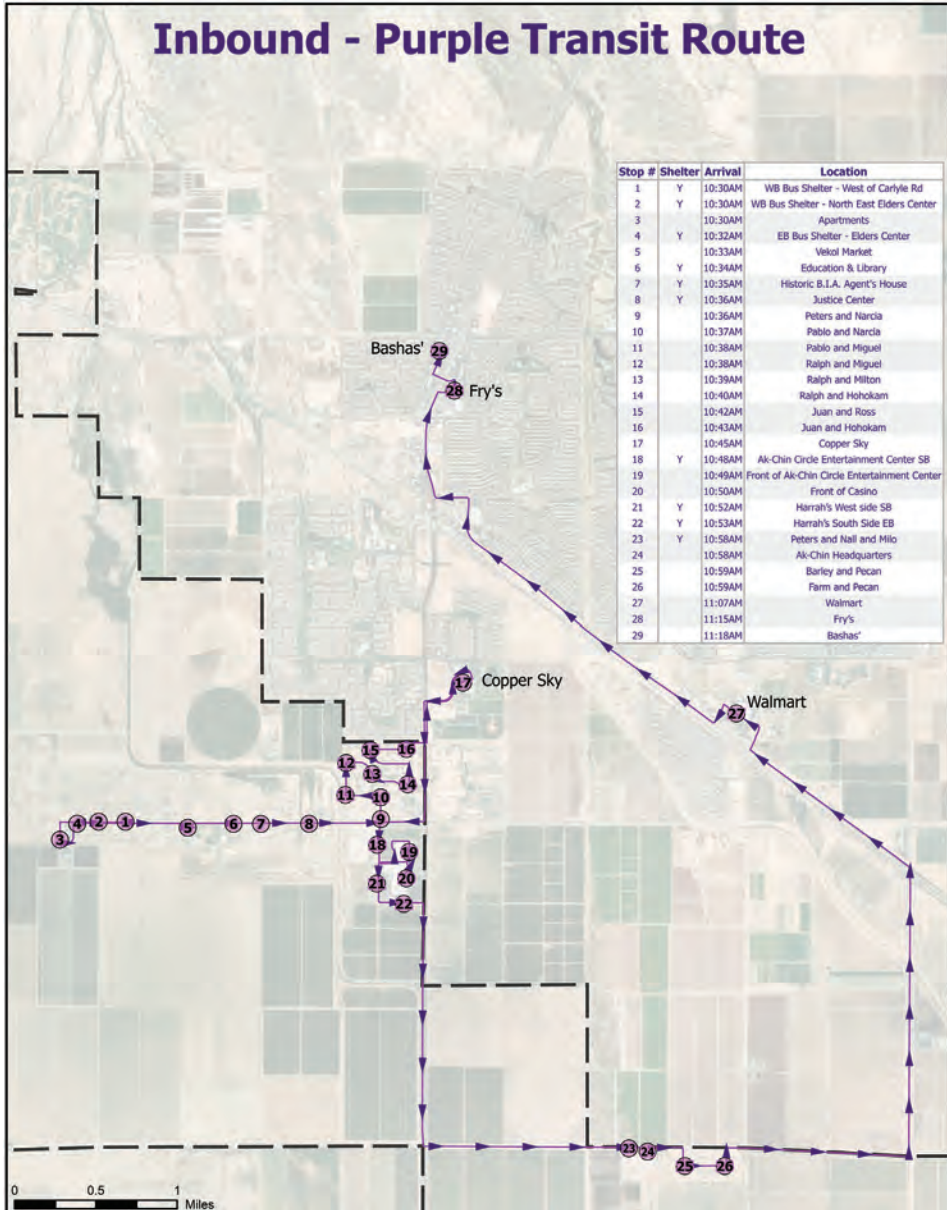 Inbound - Purple Transit Route
Stop # Shelter Arrival Location
1 Y 10:30AM WB Bus Shelter - West of Carlyle Rd
2 Y 10:30AM WB Bus Shelter - North East Elders Center
3 10:30AM Apartments
4 Y 10:32AM EB Bus Shelter - Elders Center
5 10:33AM Vekol Market
6 Y 10:34AM Education & Library
7 Y 10:35AM Historic B.I.A. Agent's House
8 Y 10:36AM Justice Center
9 10:36AM Peters and Narcia
10 10:37AM Pablo and Narcia
11 10:38AM Pablo and Miguel
12 10:38AM Ralph and Miguel
13 10:39AM Ralph and Milton
14 10:40AM Ralph and Hohokam
15 10:42AM Juan and Ross
16 10:43AM Juan and Hohokam
17 10:45AM Copper Sky
18 Y 10:48AM Ak-Chin Circle Entertainment Center SB
19 10:49AM Front of Ak-Chin Circle Entertainment Center
20 10:50AM Front of Casino
21 Y 10:52AM Harrah's West side SB
22 Y 10:53AM Harrah's South Side EB
23 Y 10:58AM Peters and Nall and Milo
24 10:58AM Ak-Chin Headquarters
25 10:59AM Barley and Pecan
26 10:59AM Farm and Pecan
27 11:07AM Walmart
28 11:15AM Fry's
29 11:18AM Bashas'
Bashas' 29
28 Fry's
17 Copper Sky
Walmart
27
15 16
12 13
14
11 10
3 4 2 1 5 6 7 8 9
18 19
21 20
22
23 24
25 26
0 0.5 1
Miles